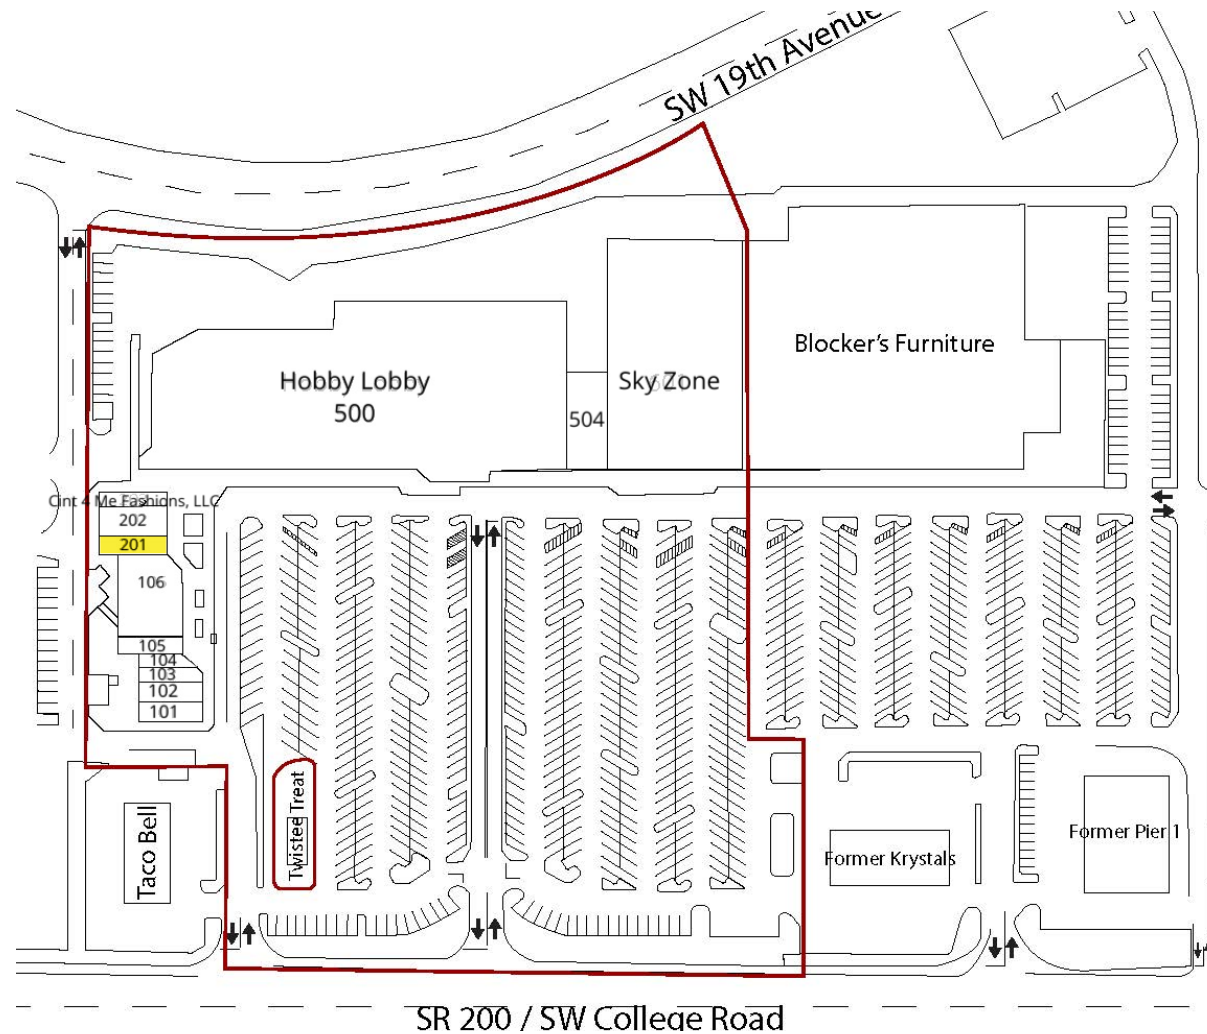 SW 19th Avenue
Blocker's Furniture
Hobby Lobby
500
Sky Zone
504
Cint 4 Me Fashions, LLC
202
201
106
105
104
103
102
101
Taco Bell
Twistee Treat
Former Krystals
Former Pier 1
SR 200 / SW College Road